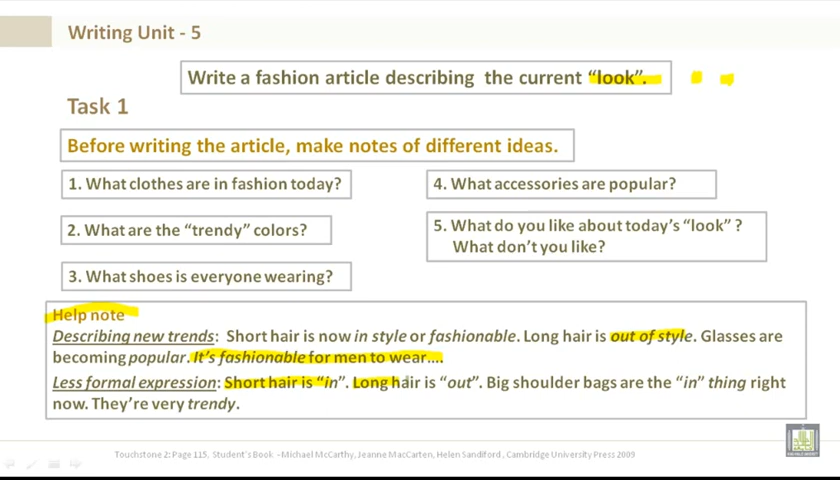 Writing Unit - 5
Write a fashion article describing the current “look”.
Task 1
Before writing the article, make notes of different ideas.
1. What clothes are in fashion today?
2. What are the “trendy” colors?
3. What shoes is everyone wearing?
4. What accessories are popular?
5. What do you like about today’s “look” ?
What don’t you like?
Help note
Describing new trends: Short hair is now in style or fashionable. Long hair is out of style. Glasses are
becoming popular. It’s fashionable for men to wear....
Less formal expression: Short hair is “in”. Long hair is “out”. Big shoulder bags are the “in” thing right
now. They’re very trendy.
Touchstone 2: Page 115, Student’s Book –Michael McCarthy, Jeanne MacCarten, Helen Sandiford, Cambridge University Press 2009